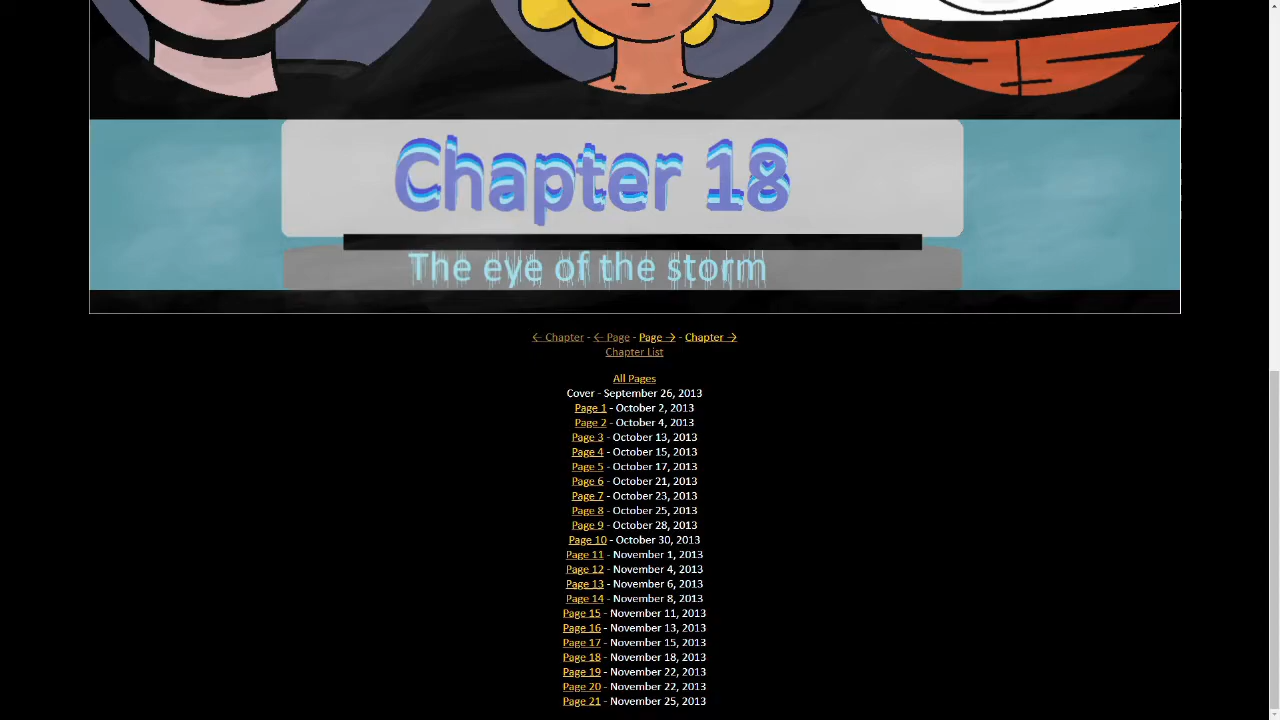 Chapter 18
The eye of the storm
← Chapter - ← Page - Page → - Chapter →
Chapter List
All Pages
Cover - September 26, 2013
Page 1 - October 2, 2013
Page 2 - October 4, 2013
Page 3 - October 13, 2013
Page 4 - October 15, 2013
Page 5 - October 17, 2013
Page 6 - October 21, 2013
Page 7 - October 23, 2013
Page 8 - October 25, 2013
Page 9 - October 28, 2013
Page 10 - October 30, 2013
Page 11 - November 1, 2013
Page 12 - November 4, 2013
Page 13 - November 6, 2013
Page 14 - November 8, 2013
Page 15 - November 11, 2013
Page 16 - November 13, 2013
Page 17 - November 15, 2013
Page 18 - November 18, 2013
Page 19 - November 22, 2013
Page 20 - November 22, 2013
Page 21 - November 25, 2013